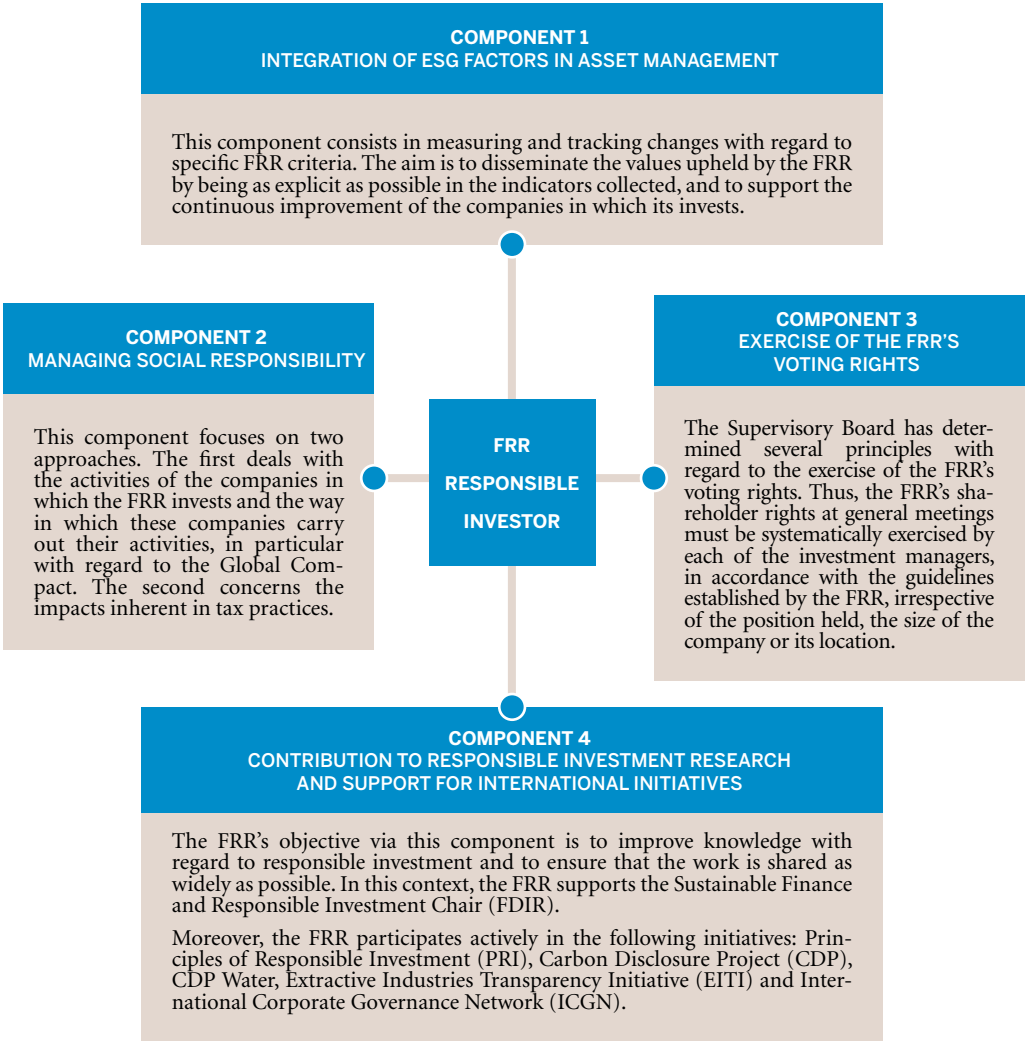 COMPONENT 1
INTEGRATION OF ESG FACTORS IN ASSET MANAGEMENT
This component consists in measuring and tracking changes with regard to
specific FRR criteria. The aim is to disseminate the values upheld by the FRR
by being as explicit as possible in the indicators collected, and to support the
continuous improvement of the companies in which its invests.
COMPONENT 2
MANAGING SOCIAL RESPONSIBILITY
This component focuses on two
approaches. The first deals with
the activities of the companies in
which the FRR invests and the way
in which these companies carry
out their activities, in particular
with regard to the Global Com-
pact. The second concerns the
impacts inherent in tax practices.
FRR
RESPONSIBLE
INVESTOR
COMPONENT 3
EXERCISE OF THE FRR'S
VOTING RIGHTS
The Supervisory Board has deter-
mined several principles with
regard to the exercise of the FRR's
voting rights. Thus, the FRR's sha-
reholder rights at general meetings
must be systematically exercised by
each of the investment managers,
in accordance with the guidelines
established by the FRR, irrespective
of the position held, the size of the
company or its location.
COMPONENT 4
CONTRIBUTION TO RESPONSIBLE INVESTMENT RESEARCH
AND SUPPORT FOR INTERNATIONAL INITIATIVES
The FRR's objective via this component is to improve knowledge with
regard to responsible investment and to ensure that the work is shared as
widely as possible. In this context, the FRR supports the Sustainable Finance
and Responsible Investment Chair (FDIR).
Moreover, the FRR participates actively in the following initiatives: Prin-
ciples of Responsible Investment (PRI), Carbon Disclosure Project (CDP),
CDP Water, Extractive Industries Transparency Initiative (EITI) and Inter-
national Corporate Governance Network (ICGN).